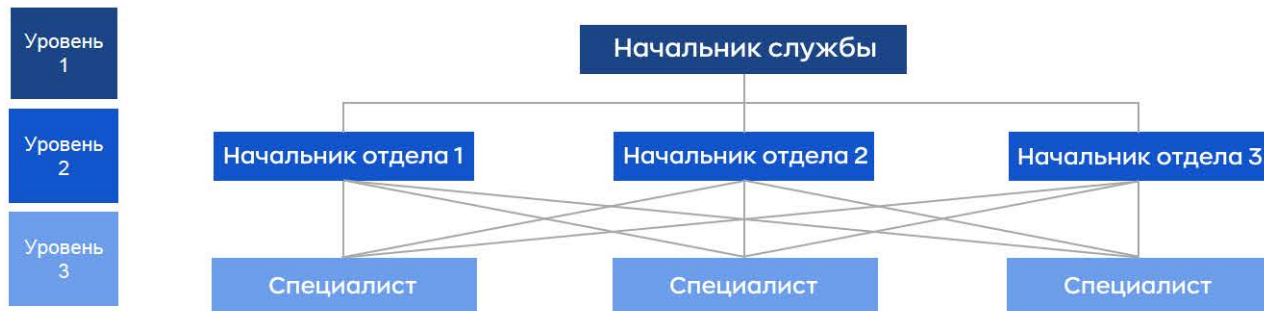 Уровень
1
Начальник службы
Уровень
2
Начальник отдела 1
Начальник отдела 2
Начальник отдела 3
Уровень
3
Специалист
Специалист
Специалист